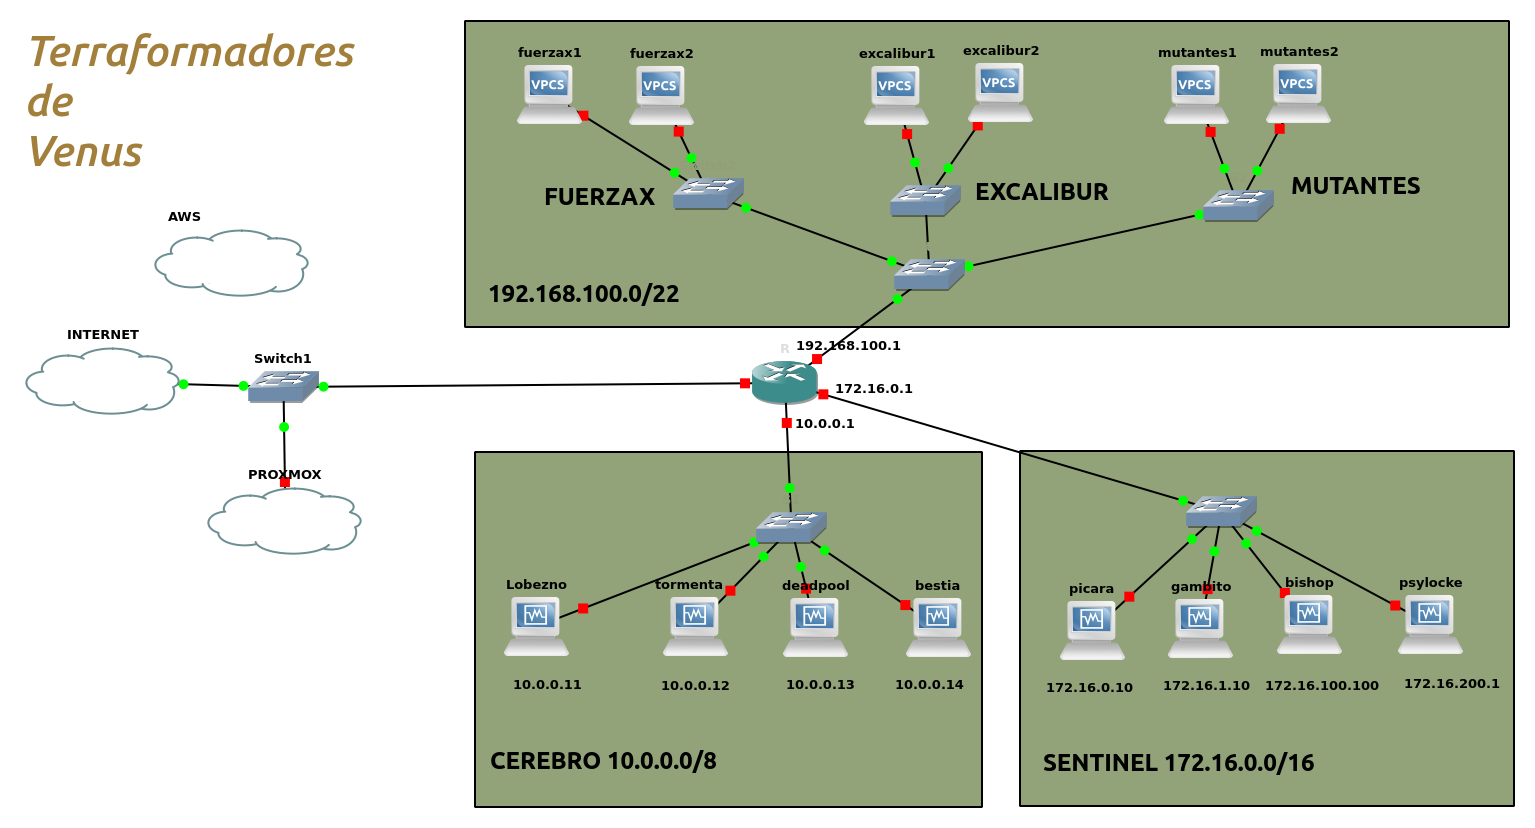 Terraformadores
de
Venus
fuerzax1
fuerzax2
excalibur1
excalibur2
mutantes1
mutantes2
VPCS
VPCS
VPCS
VPCS
VPCS
VPCS
FUERZAX
EXCALIBUR
MUTANTES
192.168.100.0/22
AWS
INTERNET
Switch1
PROXMOX
R
192.168.100.1
172.16.0.1
10.0.0.1
Lobezno
tormenta
deadpool
bestia
10.0.0.11
10.0.0.12
10.0.0.13
10.0.0.14
CEREBRO 10.0.0.0/8
picara
gambito
bishop
psylocke
172.16.0.10
172.16.1.10
172.16.100.100
172.16.200.1
SENTINEL 172.16.0.0/16